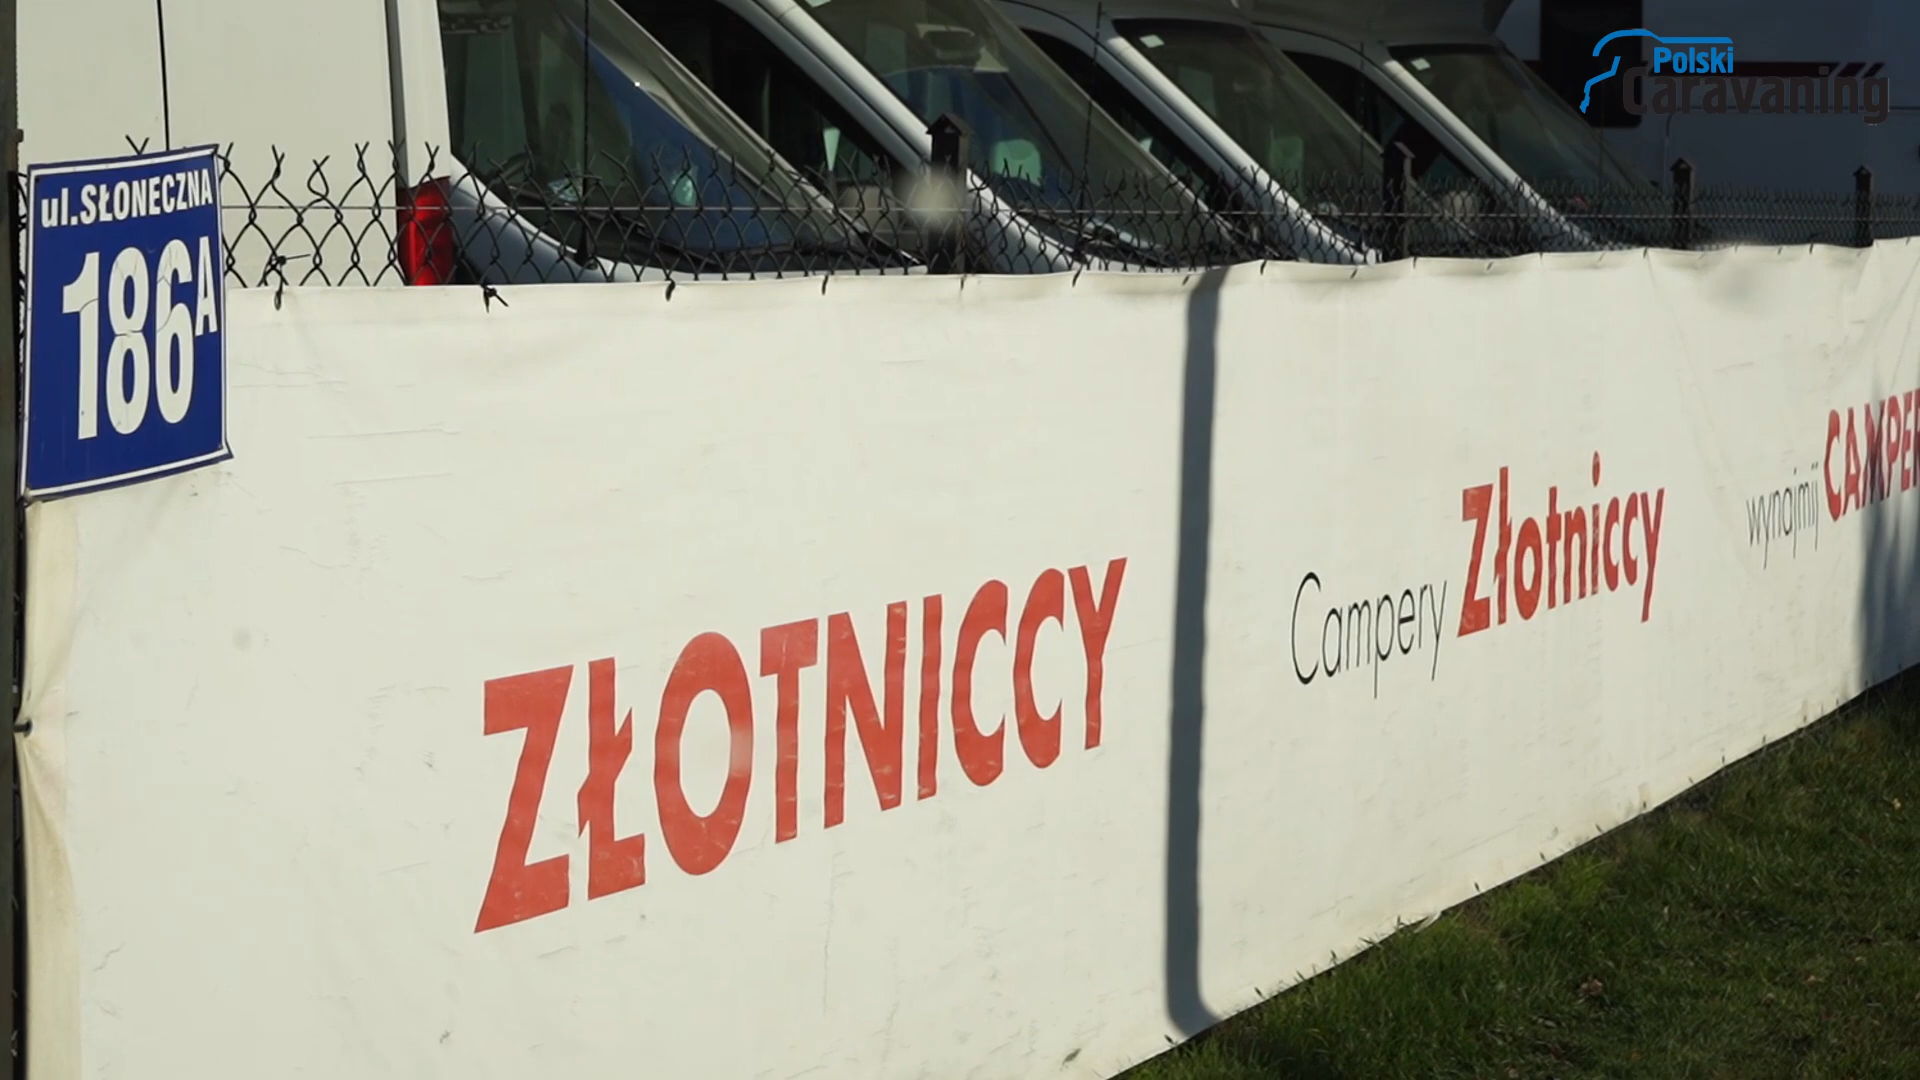 Polski
Caravaning
ul.SŁONECZNA
186A
ZŁOTNICCY
Campery Złotniccy
wynajmij CAMPER